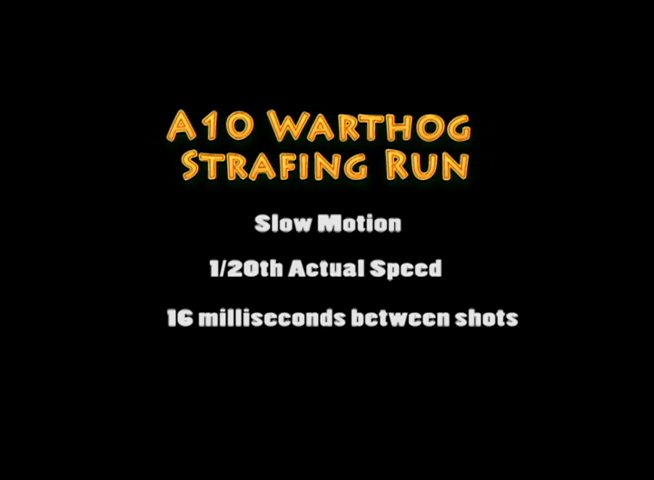 A10 Warthog
Strafing Run
Slow Motion
1/20th Actual Speed
16 milliseconds between shots